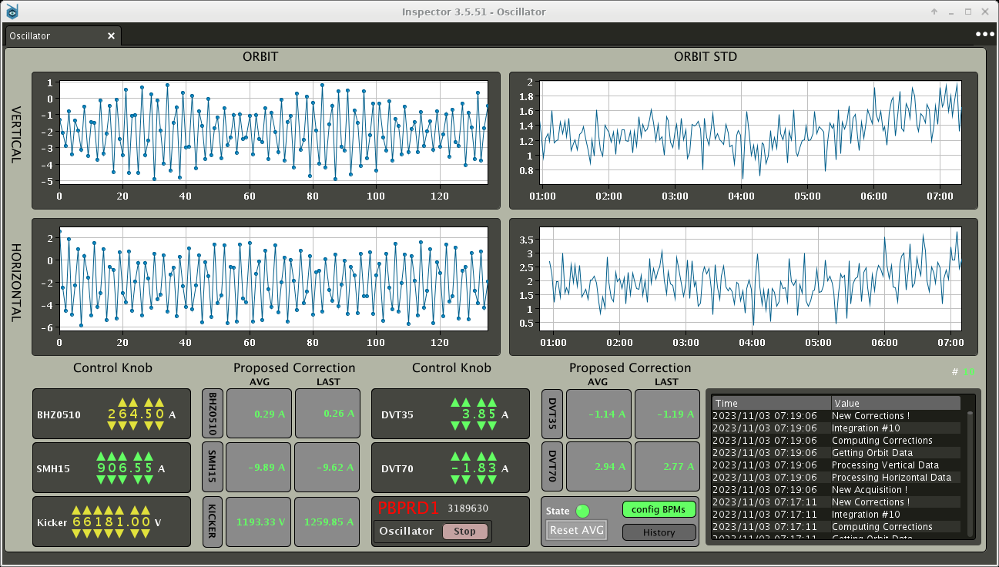 Inspector 3.5.51 - Oscillator
Oscillator
ORBIT
ORBIT STD
VERTICAL
1
0
-1
-2
-3
-4
-5
0 20 40 60 80 100 120
2
1.8
1.6
1.4
1.2
1
0.8
01:00 02:00 03:00 04:00 05:00 06:00 07:00
HORIZONTAL
2
0
-2
-4
-6
0 20 40 60 80 100 120
3.5
3
2.5
2
1.5
1
0.5
01:00 02:00 03:00 04:00 05:00 06:00 07:00
Control Knob
Proposed Correction
AVG LAST
Control Knob
Proposed Correction
AVG LAST
# 10
BHZ0510 264.50 A
BHZ0510 0.29 A 0.26 A
DVT35 3.85 A
DVT35 -1.14 A -1.19 A
SMH15 906.55 A
SMH15 -9.89 A -9.62 A
DVT70 -1.83 A
DVT70 2.94 A 2.77 A
Kicker 66181.00 V
KICKER 1193.33 V 1259.85 A
PBPRD1 3189630
Oscillator Stop
State config BPMs
Reset AVG History
Time Value
2023/11/03 07:19:06 New Corrections !
2023/11/03 07:19:06 Integration #10
2023/11/03 07:19:06 Computing Corrections
2023/11/03 07:19:06 Getting Orbit Data
2023/11/03 07:19:06 Processing Vertical Data
2023/11/03 07:19:06 Processing Horizontal Data
2023/11/03 07:19:06 New Acquisition !
2023/11/03 07:17:11 New Corrections !
2023/11/03 07:17:11 Integration #10
2023/11/03 07:17:11 Computing Corrections
2023/11/03 07:17:11 Getting Orbit Data